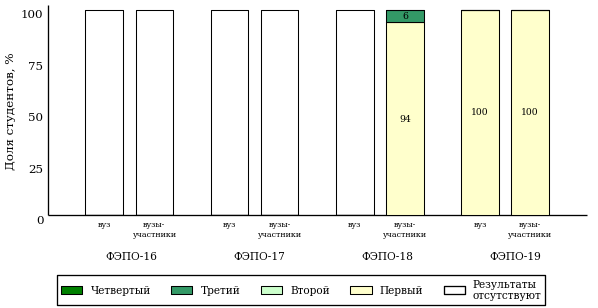 Доля студентов, %
100
75
50
25
0
6
94
100
100
вуз
вузы-
участники
вуз
вузы-
участники
вуз
вузы-
участники
вуз
вузы-
участники
ФЭПО-16
ФЭПО-17
ФЭПО-18
ФЭПО-19
Четвертый
Третий
Второй
Первый
Результаты
отсутствуют